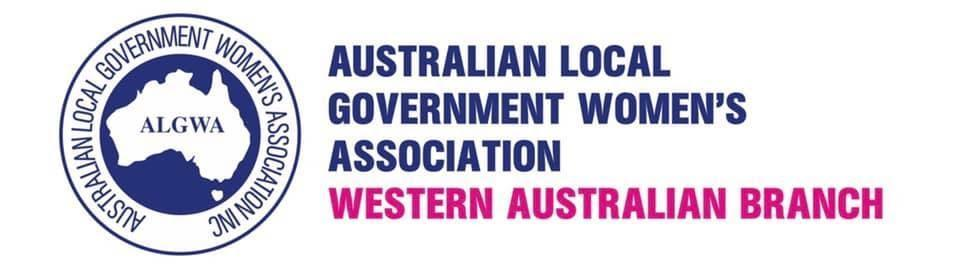 AUSTRALIAN LOCAL GOVERNMENT WOMEN'S ASSOCIATION INC
ALGWA
AUSTRALIAN LOCAL
GOVERNMENT WOMEN'S
ASSOCIATION
WESTERN AUSTRALIAN BRANCH